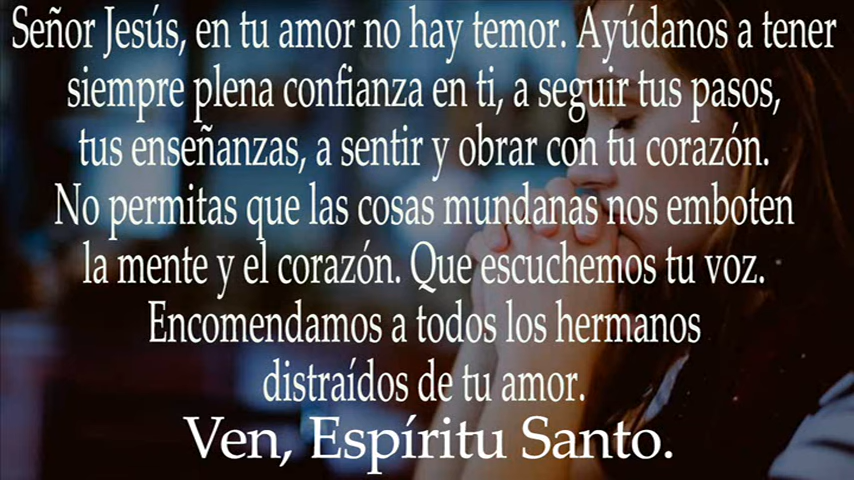 Señor Jesús, en tu amor no hay temor. Ayúdanos a tener
siempre plena confianza en ti, a seguir tus pasos,
tus enseñanzas, a sentir y obrar con tu corazón.
No permitas que las cosas mundanas nos emboten
la mente y el corazón. Que escuchemos tu voz.
Encomendamos a todos los hermanos
distraídos de tu amor.
Ven, Espíritu Santo.